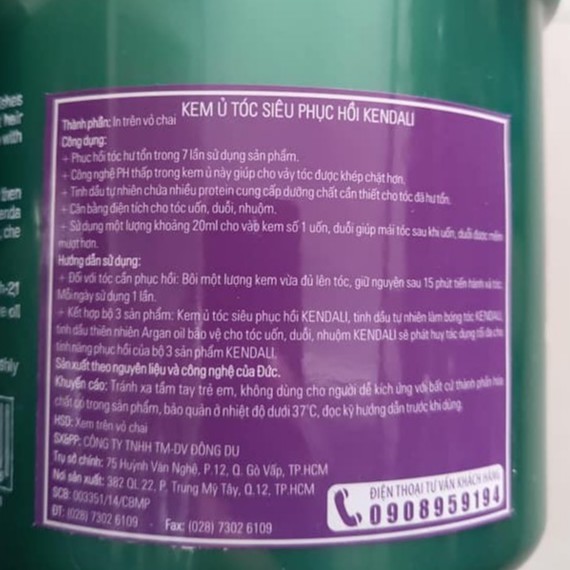 shes
hair
with
then
enda
, che
n-21
e oil
thly
KEM Ủ TÓC SIÊU PHỤC HỒI KENDALI
Thành phần: In trên vỏ chai
Công dụng:
+ Phục hồi tóc hư tổn trong 7 lần sử dụng sản phẩm.
+ Công nghệ PH thấp trong kem ủ này giúp cho vảy tóc được khép chặt hơn.
+ Tinh dầu tự nhiên chứa nhiều protein cung cấp dưỡng chất cần thiết cho tóc đã hư tổn.
+ Cân bằng điện tích cho tóc uốn, duỗi, nhuộm.
+ Sử dụng một lượng khoảng 20ml cho vào kem số 1 uốn, duỗi giúp mái tóc sau khi uốn, duỗi được mềm
mượt hơn.
Hướng dẫn sử dụng:
+ Đối với tóc cần phục hồi: Bôi một lượng kem vừa đủ lên tóc, giữ nguyên sau 15 phút tiến hành xả tóc.
Mỗi ngày sử dụng 1 lần.
+ Kết hợp bộ 3 sản phẩm: Kem ủ tóc siêu phục hồi KENDALI, tinh dầu tự nhiên làm bóng tóc KENDALI,
tinh dầu thiên nhiên Argan oil bảo vệ cho tóc uốn, duỗi, nhuộm KENDALI sẽ phát huy tác dụng tối đa cho
tính năng phục hồi của bộ 3 sản phẩm KENDALI.
Sản xuất theo nguyên liệu và công nghệ của Đức.
Khuyến cáo: Tránh xa tầm tay trẻ em, không dùng cho người dễ kích ứng với bất cứ thành phần hóa
chất có trong sản phẩm, bảo quản ở nhiệt độ dưới 37°C, đọc kỹ hướng dẫn trước khi dùng.
HSD: Xem trên vỏ chai
SX&PP: CÔNG TY TNHH TM-DV ĐÔNG DU
Trụ sở chính: 75 Huỳnh Văn Nghệ, P.12, Q. Gò Vấp, TP.HCM
Nơi sản xuất: 382 QL 22, P. Trung Mỹ Tây, Q.12, TP.HCM
SCB: 003351/14/CBMP
ĐT: (028) 7302 6109 - Fax: (028) 7302 6109
ĐIỆN THOẠI TƯ VẤN KHÁCH HÀNG
0908959194